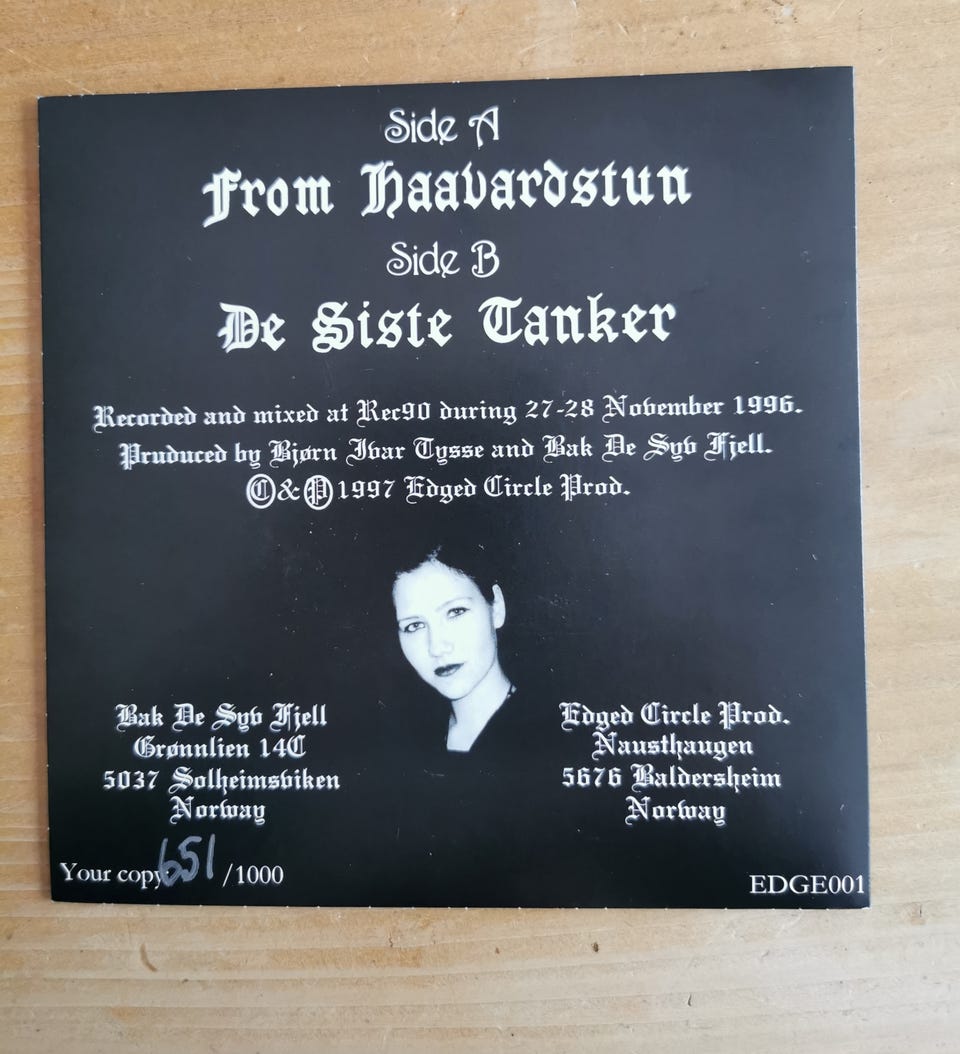 Side A
From Haavardstun
Side B
De Siste Tanker
Recorded and mixed at Rec90 during 27-28 November 1996.
Pruduced by Bjørn Ivar Tysse and Bak De Syv Fjell.
Ⓒ&Ⓟ 1997 Edged Circle Prod.
Bak De Syv Fjell
Grønnlien 14C
5037 Solheimsviken
Norway
Edged Circle Prod.
Nausthaugen
5676 Baldersheim
Norway
Your copy 651 /1000
EDGE001